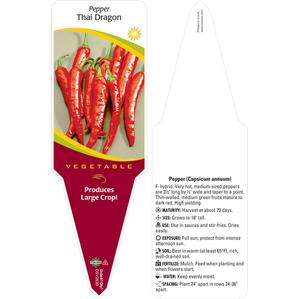 Pepper
Thai Dragon
VEGETABLE
Produces
Large Crop!
Pepper (Capsicum annuum)
F- hybrid. Very hot, medium-sized peppers
are 3½" long by ½" wide and taper to a point.
Thin-walled, medium green fruits mature to
dark red. High yielding.
MATURITY: Harvest at about 70 days.
SIZE: Grows to 18" tall.
USE: Use in sauces and stir-fries. Dries
easily.
EXPOSURE: Full sun; protect from intense
afternoon sun.
SOIL: Best in warm (at least 65°F), rich,
well-drained soil.
FERTILIZE: Mulch. Feed when planting and
when flowers start.
WATER: Keep evenly moist.
SPACING: Plant 24" apart in rows 24-36"
apart.